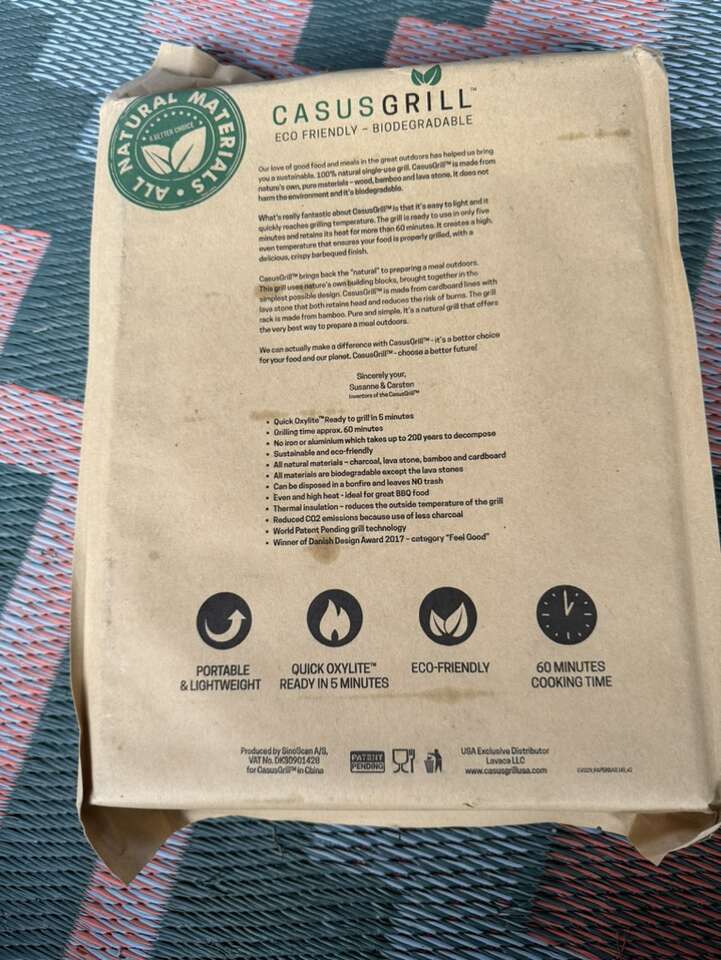 ALL NATURAL MATERIALS
A BETTER CHOICE
CASUSGRILL™
ECO FRIENDLY - BIODEGRADABLE
Our love of good food and meals in the great outdoors has helped us bring
you a sustainable, 100% natural single-use grill. CasusGrill™ is made from
nature's own, pure materials - wood, bamboo and lava stone. It does not
harm the environment and it's biodegradable.
What's really fantastic about CasusGrill™ is that it's easy to light and it
quickly reaches grilling temperature. The grill is ready to use in only five
minutes and retains its heat for more than 60 minutes. It creates a high,
even temperature that ensures your food is properly grilled, with a
delicious, crispy barbequed finish.
CasusGrill™ brings back the "natural" to preparing a meal outdoors.
This grill uses nature's own building blocks, brought together in the
simplest possible design. CasusGrill™ is made from cardboard lines with
lava stone that both retains head and reduces the risk of burns. The grill
rack is made from bamboo. Pure and simple. It's a natural grill that offers
the very best way to prepare a meal outdoors.
We can actually make a difference with CasusGrill™ - it's a better choice
for your food and our planet. CasusGrill™ - choose a better future!
Sincerely your,
Susanne & Carsten
Inventors of the CasusGrill™
• Quick Oxylite™ Ready to grill in 5 minutes
• Grilling time approx. 60 minutes
• No iron or aluminium which takes up to 200 years to decompose
• Sustainable and eco-friendly
• All natural materials - charcoal, lava stone, bamboo and cardboard
• All materials are biodegradable except the lava stones
• Can be disposed in a bonfire and leaves NO trash
• Even and high heat - ideal for great BBQ food
• Thermal insulation - reduces the outside temperature of the grill
• Reduced CO2 emissions because use of less charcoal
• World Patent Pending grill technology
• Winner of Danish Design Award 2017 - category "Feel Good"
PORTABLE
& LIGHTWEIGHT
QUICK OXYLITE™
READY IN 5 MINUTES
ECO-FRIENDLY
60 MINUTES
COOKING TIME
Produced by SinoScan A/S,
VAT No. DK30901428
for CasusGrill™ in China
PATENT
PENDING
USA Exclusive Distributor
Lavaca LLC
www.casusgrillusa.com